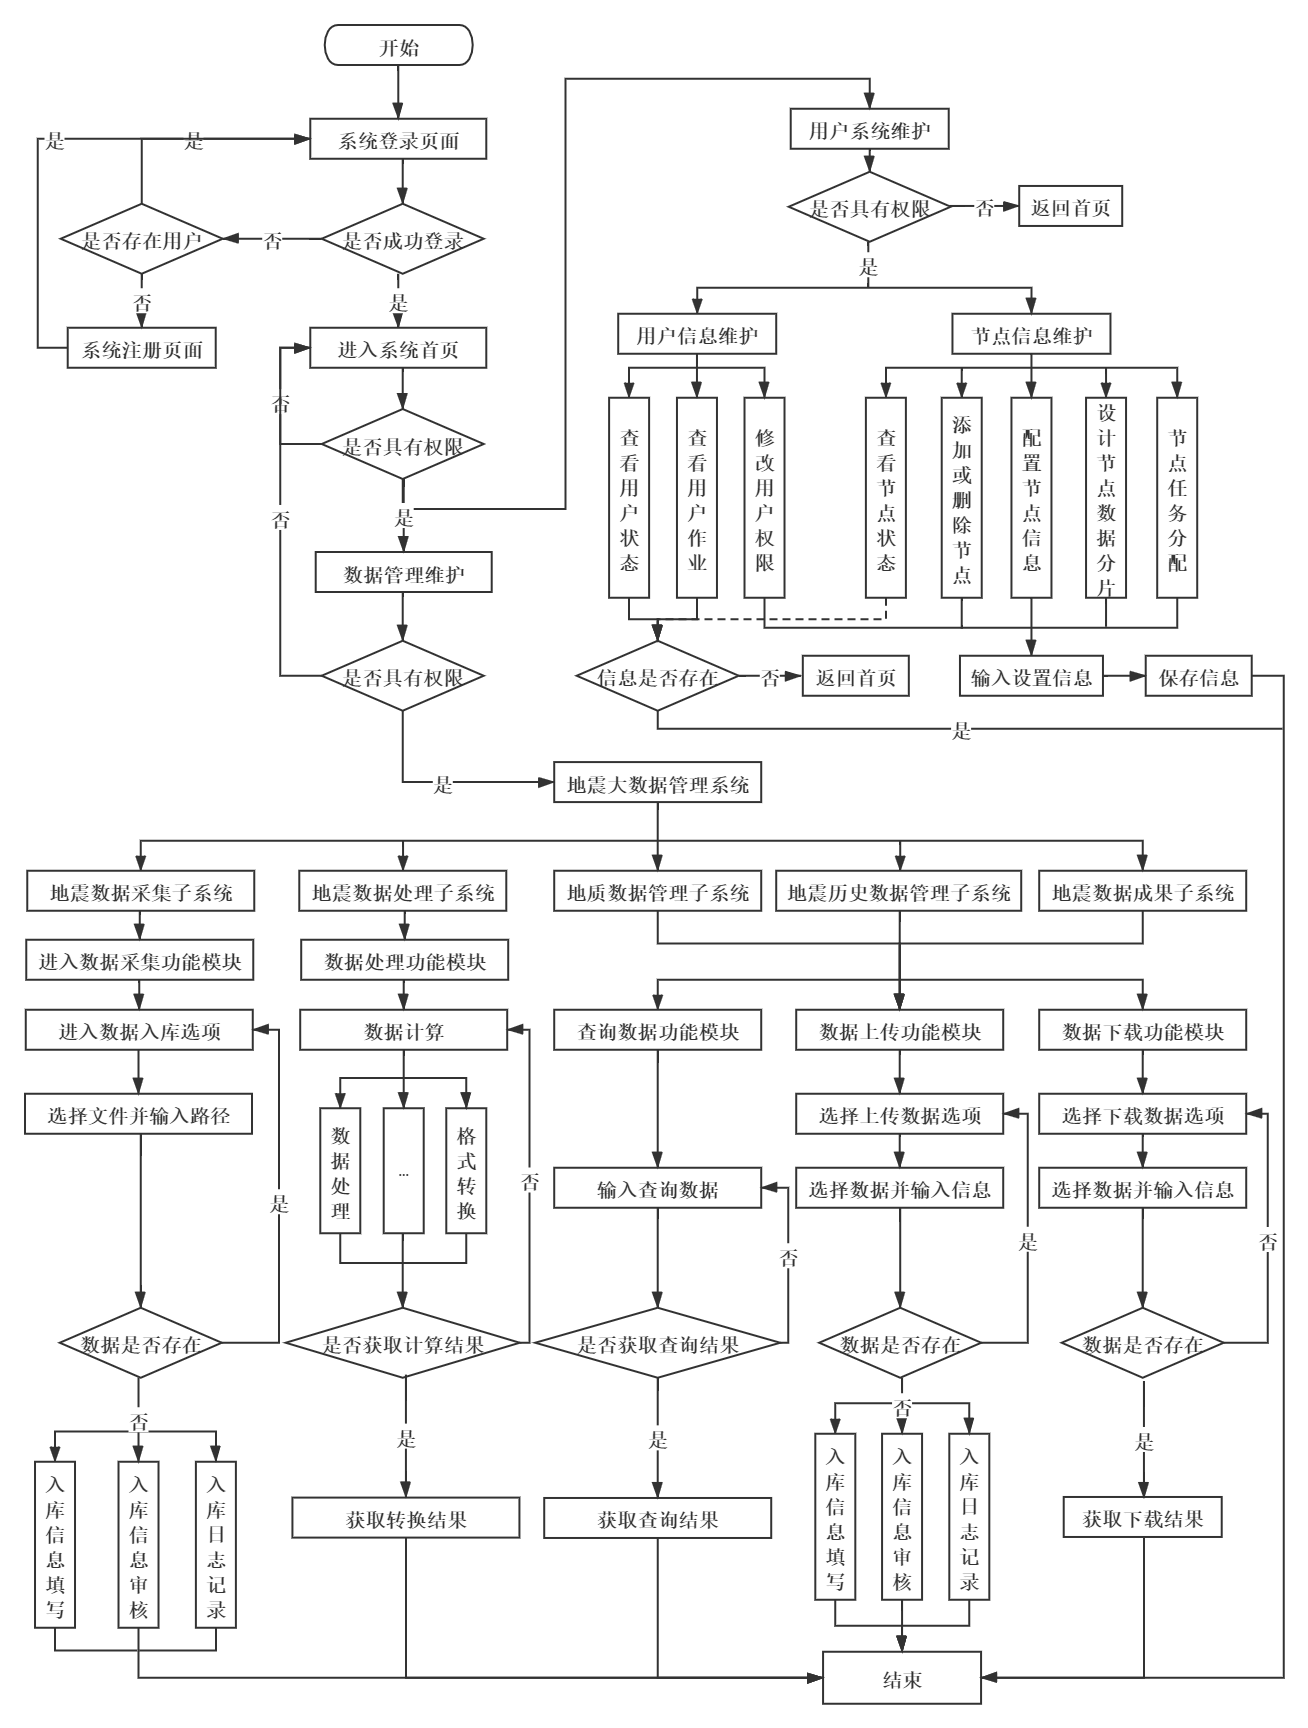 开始
系统登录页面
是
是
是否存在用户
否
是否成功登录
否
是
系统注册页面
进入系统首页
否
是否具有权限
否
是
数据管理维护
是否具有权限
是
用户系统维护
是否具有权限
否
返回首页
是
用户信息维护
节点信息维护
查看用户状态
查看用户作业
修改用户权限
查看节点状态
添加或删除节点
配置节点信息
设计节点数据分片
节点任务分配
信息是否存在
否
返回首页
输入设置信息
保存信息
是
地震大数据管理系统
地震数据采集子系统
地震数据处理子系统
地质数据管理子系统
地震历史数据管理子系统
地震数据成果子系统
进入数据采集功能模块
数据处理功能模块
进入数据入库选项
数据计算
查询数据功能模块
数据上传功能模块
数据下载功能模块
选择文件并输入路径
选择上传数据选项
选择下载数据选项
数据处理
...
格式转换
否
是
输入查询数据
选择数据并输入信息
选择数据并输入信息
否
是
否
数据是否存在
是否获取计算结果
是否获取查询结果
数据是否存在
数据是否存在
否
是
是
否
是
入库信息填写
入库信息审核
入库日志记录
获取转换结果
获取查询结果
入库信息填写
入库信息审核
入库日志记录
获取下载结果
结束